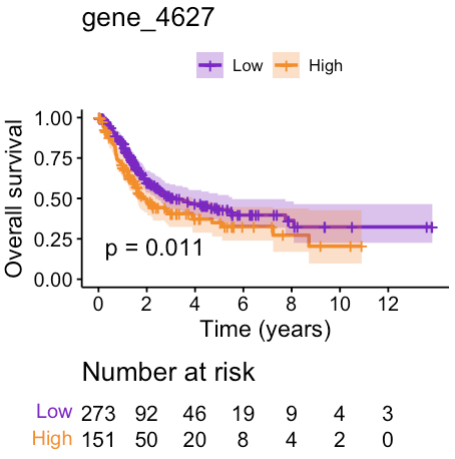 gene_4627
Low High
Overall survival
1.00
0.75
0.50
0.25
0.00
p = 0.011
0 2 4 6 8 10 12
Time (years)
Number at risk
Low 273 92 46 19 9 4 3
High 151 50 20 8 4 2 0